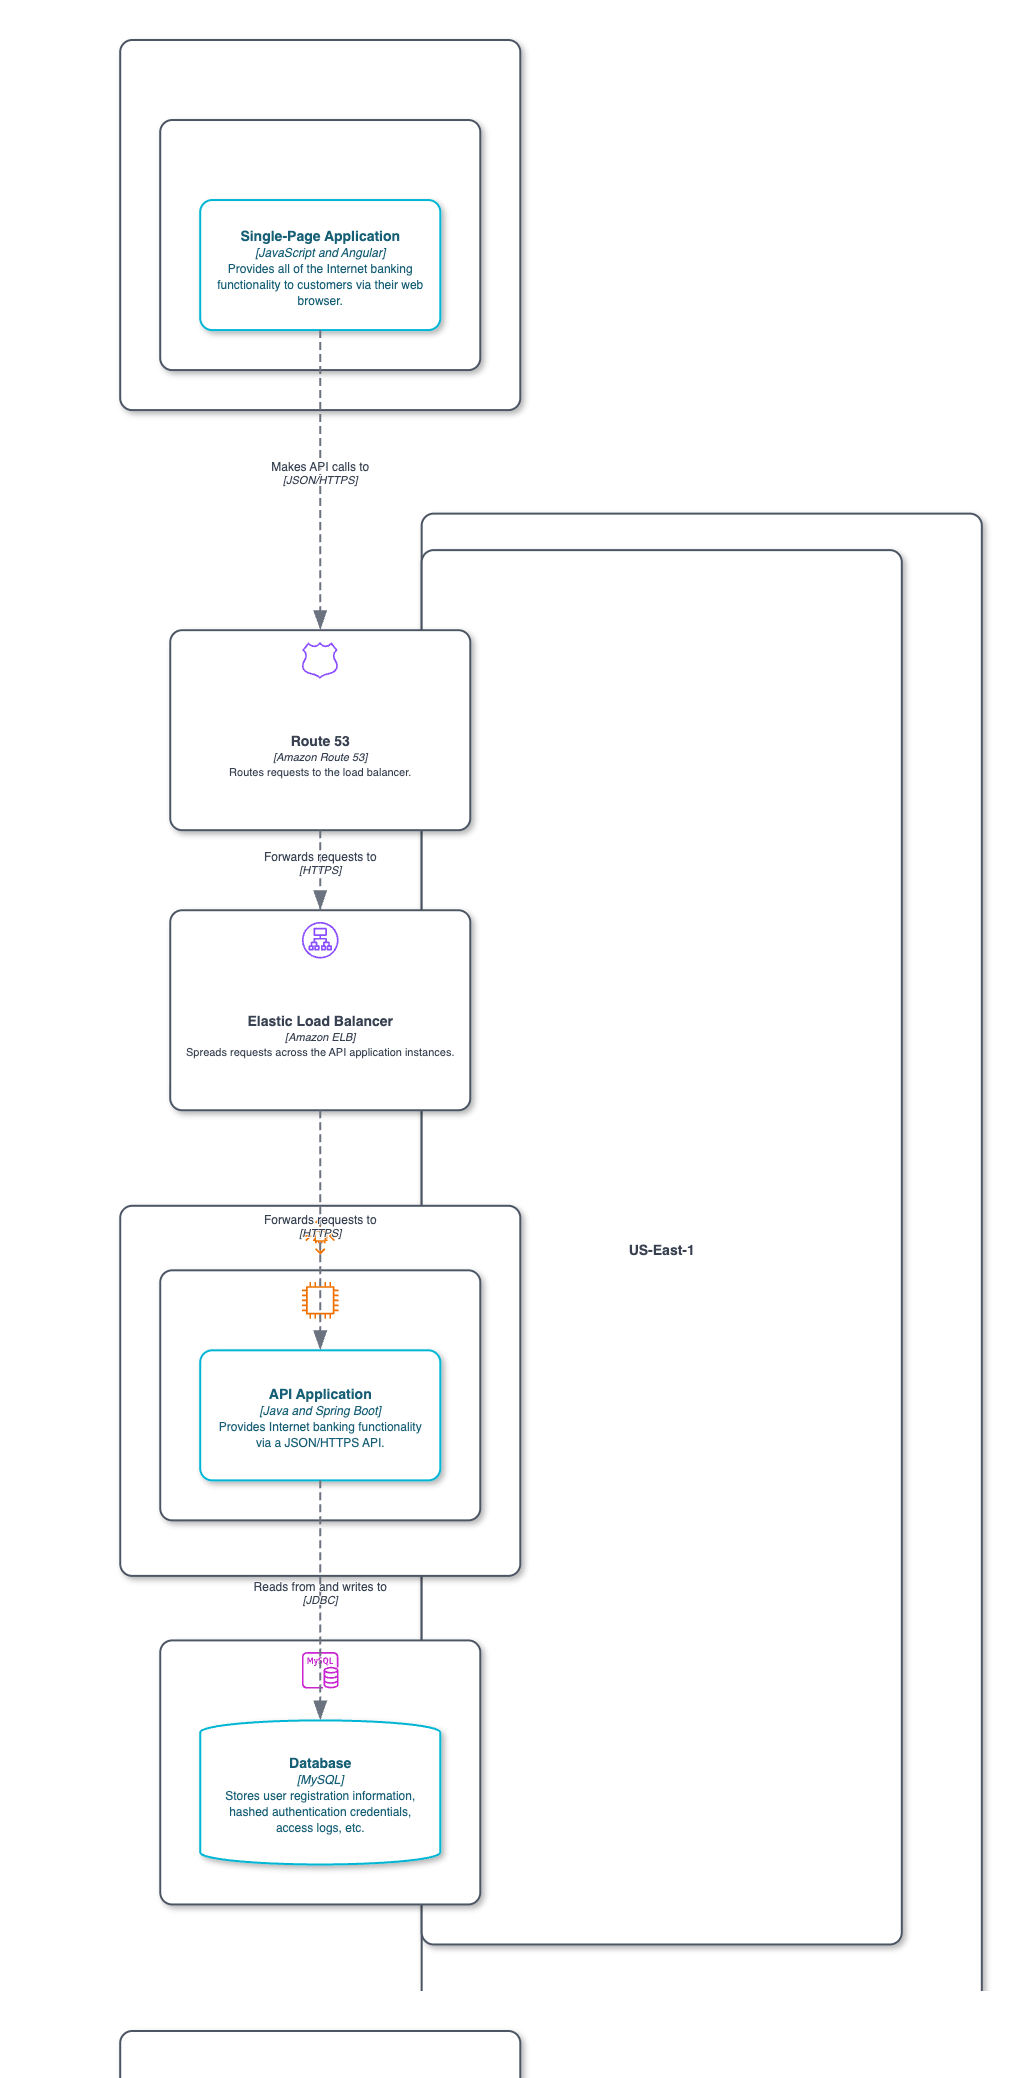 Single-Page Application
[JavaScript and Angular]
Provides all of the Internet banking
functionality to customers via their web
browser.
Makes API calls to
[JSON/HTTPS]
Route 53
[Amazon Route 53]
Routes requests to the load balancer.
Forwards requests to
[HTTPS]
Elastic Load Balancer
[Amazon ELB]
Spreads requests across the API application instances.
Forwards requests to
[HTTPS]
US-East-1
API Application
[Java and Spring Boot]
Provides Internet banking functionality
via a JSON/HTTPS API.
Reads from and writes to
[JDBC]
MySQL
Database
[MySQL]
Stores user registration information,
hashed authentication credentials,
access logs, etc.